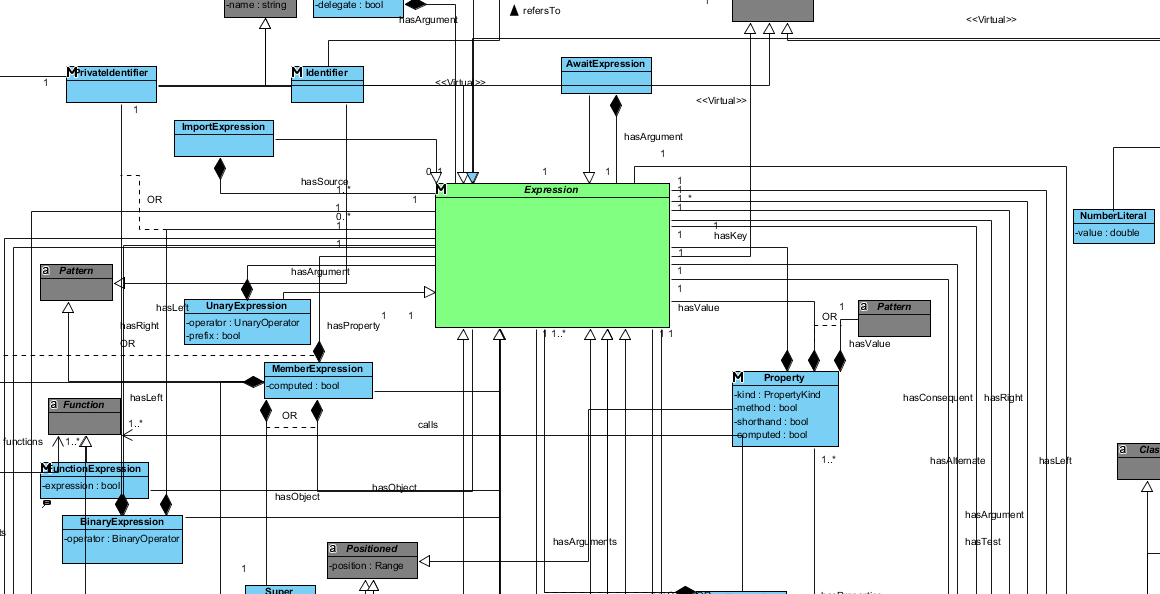 -name : string
-delegate : bool
hasArgument
▲ refersTo
1
<<Virtual>>
M
PrivateIdentifier
M
Identifier
AwaitExpression
1
<<Virtual>>
<<Virtual>>
1
ImportExpression
hasArgument
1
0..1
1
1
hasSource
1..*
1
M
Expression
1
1
1..*
1
OR
1
0..*
1
1
NumberLiteral
-value : double
1
hasKey
1
1
a
Pattern
hasArgument
1
1
UnaryExpression
-operator : UnaryOperator
-prefix : bool
hasLeft
hasRight
hasProperty
1
1
hasValue
1
OR
a
Pattern
1
1..*
1
1
OR
hasValue
MemberExpression
-computed : bool
M
Property
-kind : PropertyKind
-method : bool
-shorthand : bool
-computed : bool
a
Function
hasLeft
OR
hasConsequent
hasRight
1..*
calls
functions
1..*
M
FunctionExpression
-expression : bool
1..*
hasAlternate
hasLeft
a
Clas
hasObject
hasObject
BinaryExpression
-operator : BinaryOperator
hasArgument
hasArguments
hasTest
a
Positioned
-position : Range
1
Super